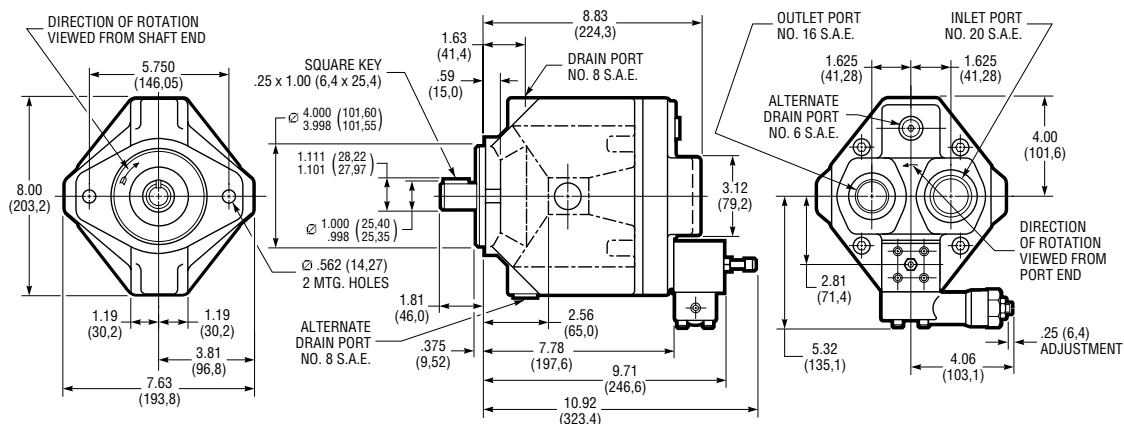 DIRECTION OF ROTATION
VIEWED FROM SHAFT END
5.750
(146,05)
8.00
(203,2)
1.19
(30,2)
1.19
(30,2)
3.81
(96,8)
7.63
(193,8)
Ø .562 (14,27)
2 MTG. HOLES
8.83
(224,3)
1.63
(41,4)
DRAIN PORT
NO. 8 S.A.E.
.59
(15,0)
SQUARE KEY
.25 x 1.00 (6,4 x 25,4)
Ø 4.000 (101,60)
3.998 (101,55)
1.111 (28,22)
1.101 (27,97)
Ø 1.000 (25,40)
.998 (25,35)
3.12
(79,2)
1.81
(46,0)
ALTERNATE
DRAIN PORT
NO. 8 S.A.E.
.375
(9,52)
2.56
(65,0)
7.78
(197,6)
9.71
(246,6)
10.92
(323,4)
OUTLET PORT
NO. 16 S.A.E.
INLET PORT
NO. 20 S.A.E.
1.625
(41,28)
1.625
(41,28)
ALTERNATE
DRAIN PORT
NO. 6 S.A.E.
4.00
(101,6)
DIRECTION
OF ROTATION
VIEWED FROM
PORT END
2.81
(71,4)
5.32
(135,1)
4.06
(103,1)
.25 (6,4)
ADJUSTMENT